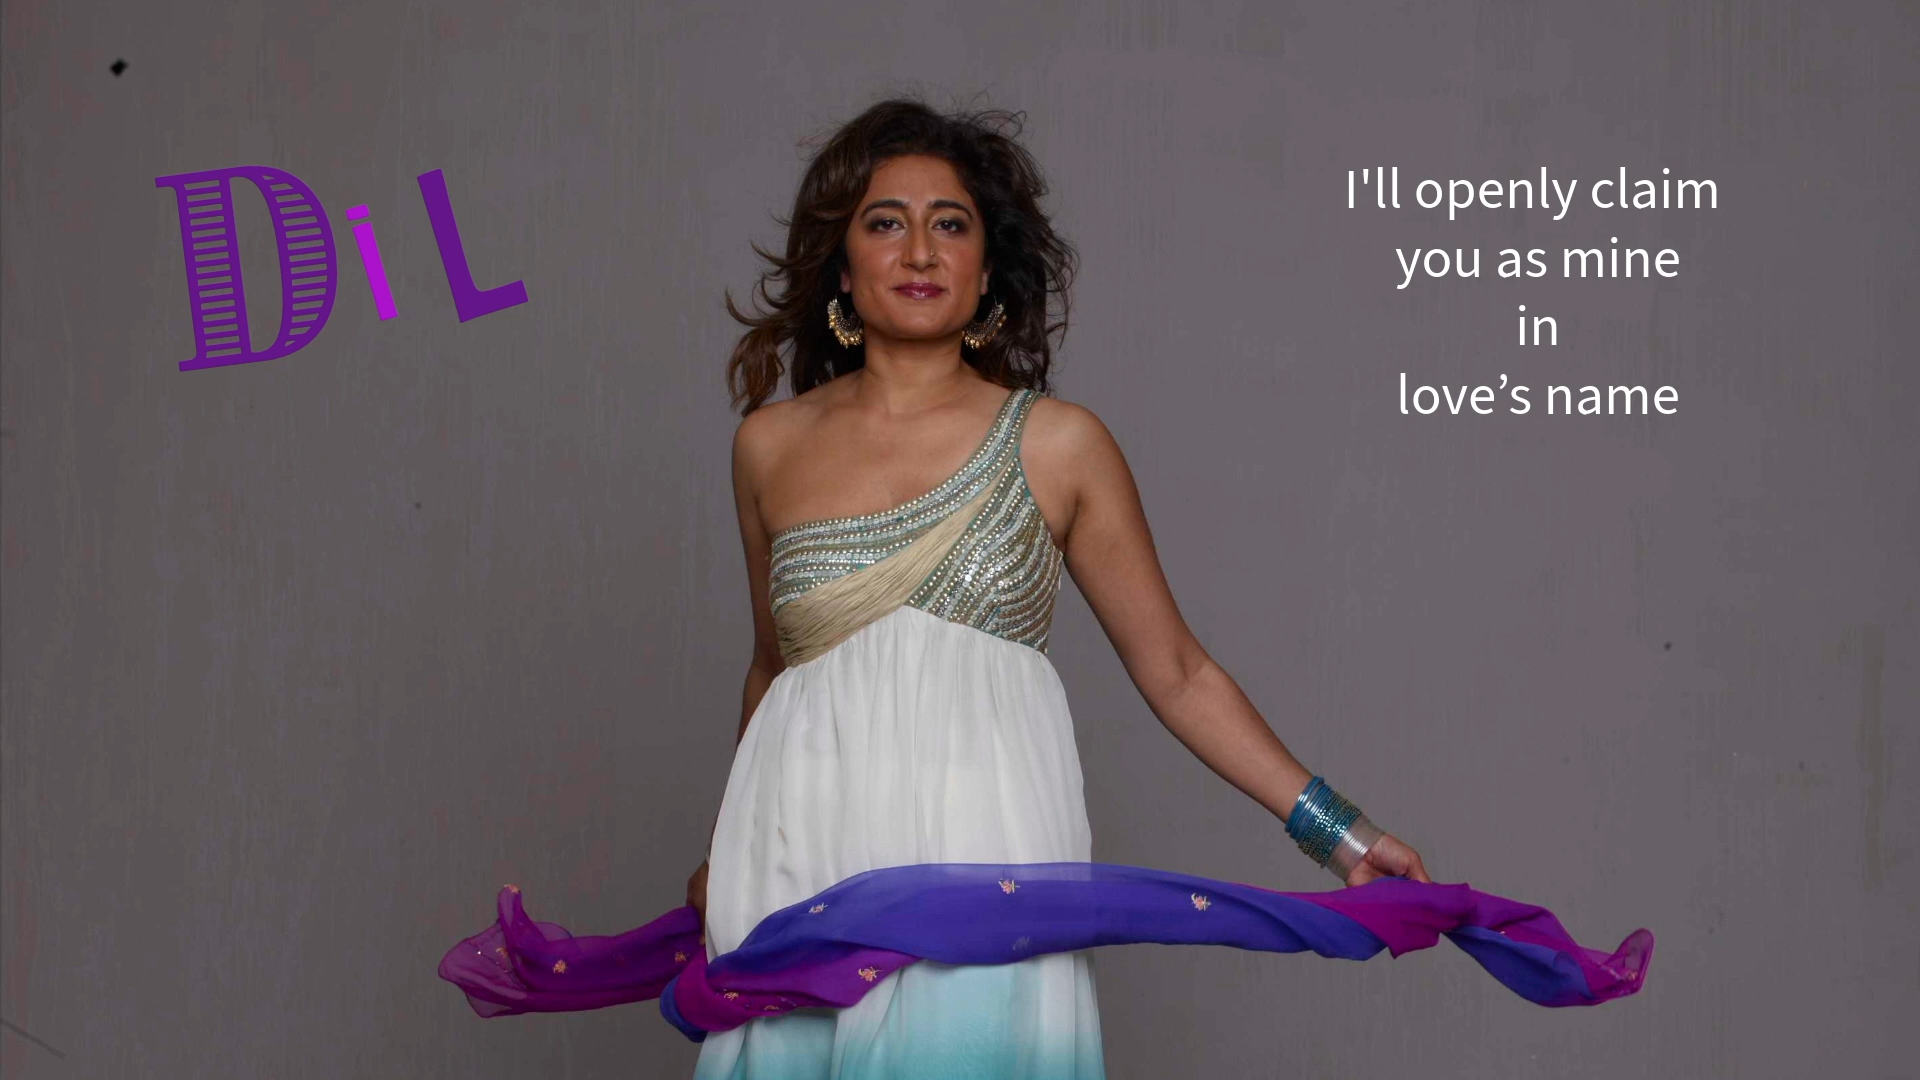 DiL
I'll openly claim
you as mine
in
love’s name